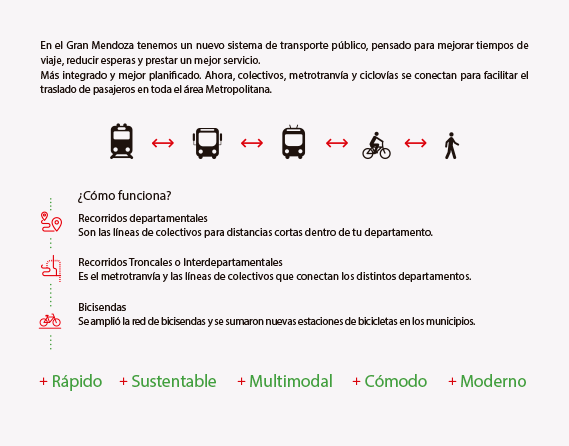 En el Gran Mendoza tenemos un nuevo sistema de transporte público, pensado para mejorar tiempos de
viaje, reducir esperas y prestar un mejor servicio.
Más integrado y mejor planificado. Ahora, colectivos, metrotranvía y ciclovías se conectan para facilitar el
traslado de pasajeros en toda el área Metropolitana.
¿Cómo funciona?
Recorridos departamentales
Son las líneas de colectivos para distancias cortas dentro de tu departamento.
Recorridos Troncales o Interdepartamentales
Es el metrotranvía y las líneas de colectivos que conectan los distintos departamentos.
Bicisendas
Se amplió la red de bicisendas y se sumaron nuevas estaciones de bicicletas en los municipios.
+ Rápido + Sustentable + Multimodal + Cómodo + Moderno